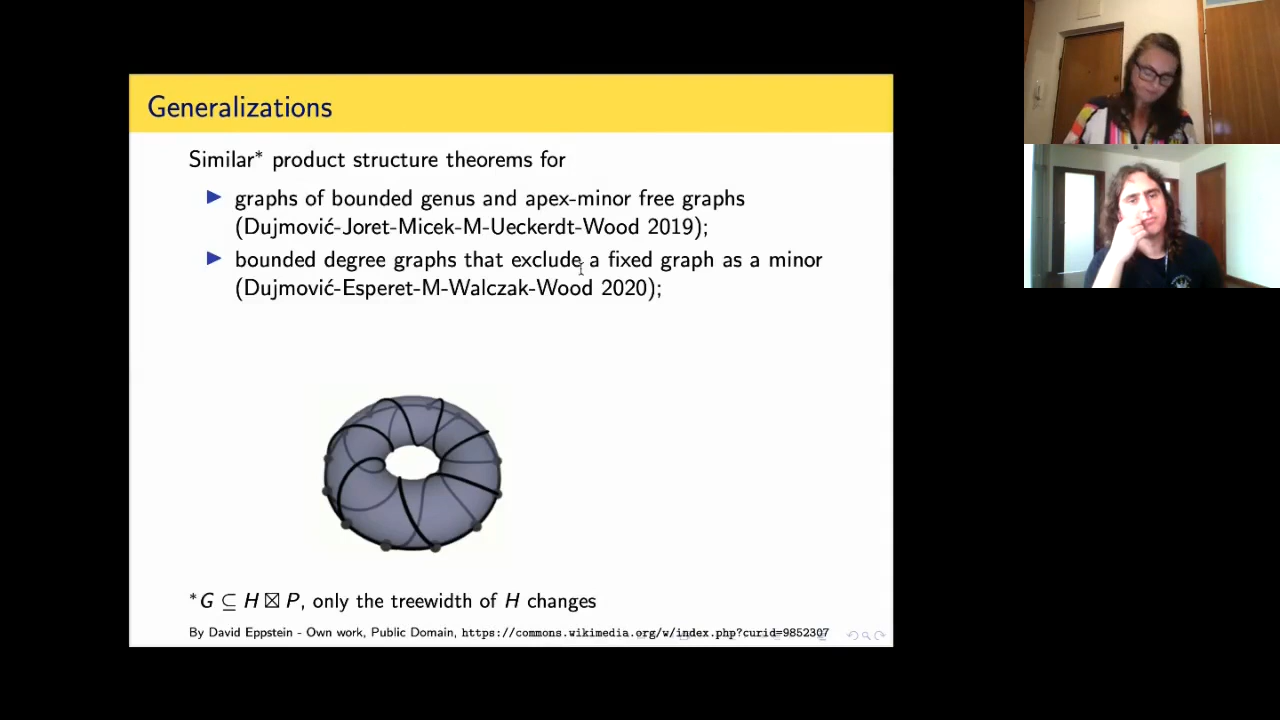 Generalizations
Similar* product structure theorems for
▶ graphs of bounded genus and apex-minor free graphs
(Dujmović-Joret-Micek-M-Ueckerdt-Wood 2019);
▶ bounded degree graphs that exclude a fixed graph as a minor
(Dujmović-Esperet-M-Walczak-Wood 2020);
*G ⊆ H ⊠ P, only the treewidth of H changes
By David Eppstein - Own work, Public Domain, https://commons.wikimedia.org/w/index.php?curid=9852307